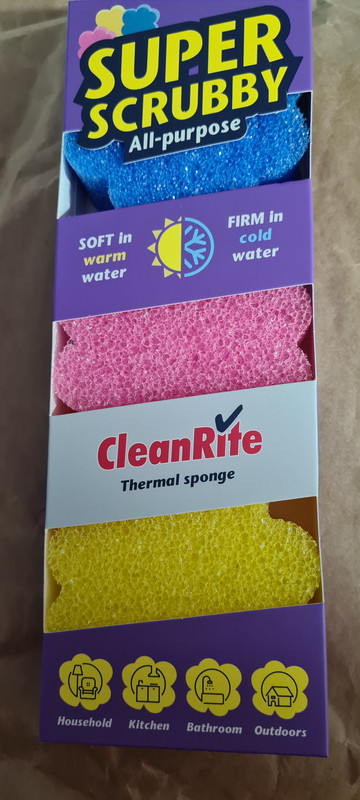 SUPER
SCRUBBY
All-purpose
SOFT in
warm
water
FIRM in
cold
water
CleanRite
Thermal sponge
Household Kitchen Bathroom Outdoors